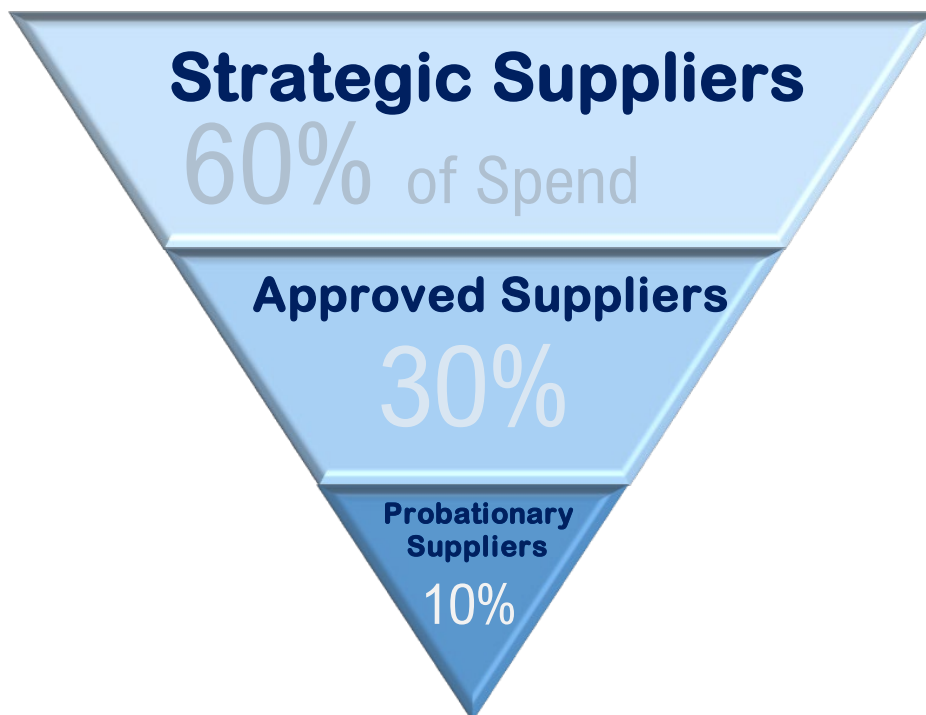 Strategic Suppliers
60% of Spend
Approved Suppliers
30%
Probationary
Suppliers
10%